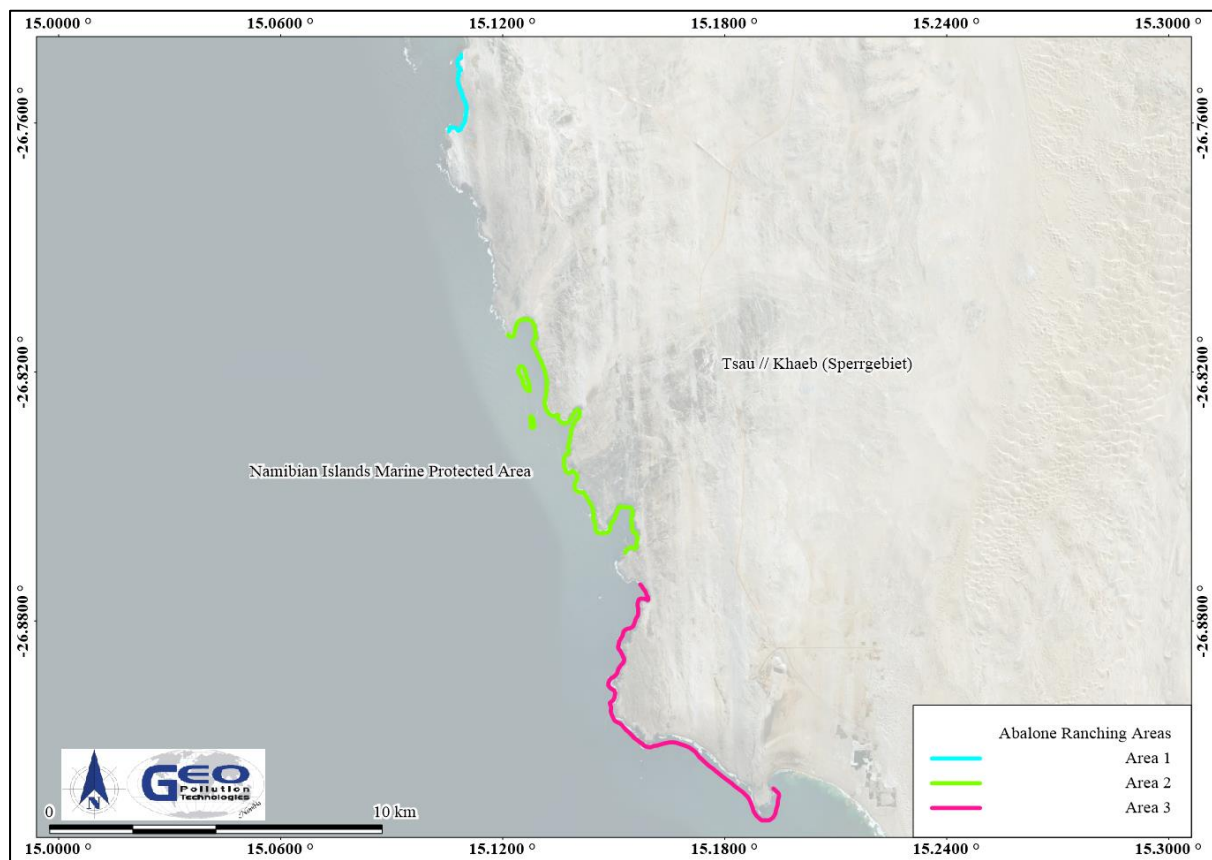 15.0000 °
15.0600 °
15.1200 °
15.1800 °
15.2400 °
15.3000 °
-26.7600 °
-26.7600 °
Tsau // Khaeb (Sperrgebiet)
-26.8200 °
-26.8200 °
Namibian Islands Marine Protected Area
-26.8800 °
-26.8800 °
Abalone Ranching Areas
Area 1
Area 2
Area 3
N
GEO
Pollution
Technologies
Namibia
0
10 km
15.0000 °
15.0600 °
15.1200 °
15.1800 °
15.2400 °
15.3000 °